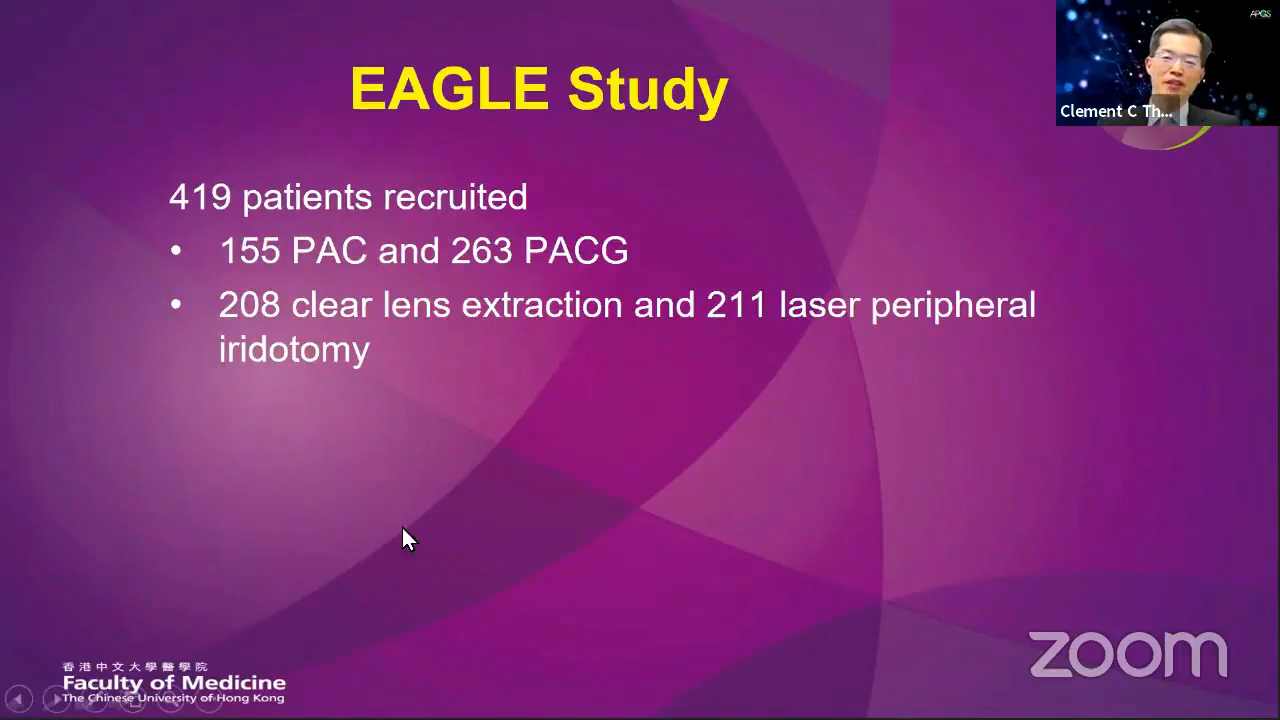 APGS
EAGLE Study
Clement C Th...
419 patients recruited
• 155 PAC and 263 PACG
• 208 clear lens extraction and 211 laser peripheral
iridotomy
香港中文大學醫學院
Faculty of Medicine
The Chinese University of Hong Kong
zoom